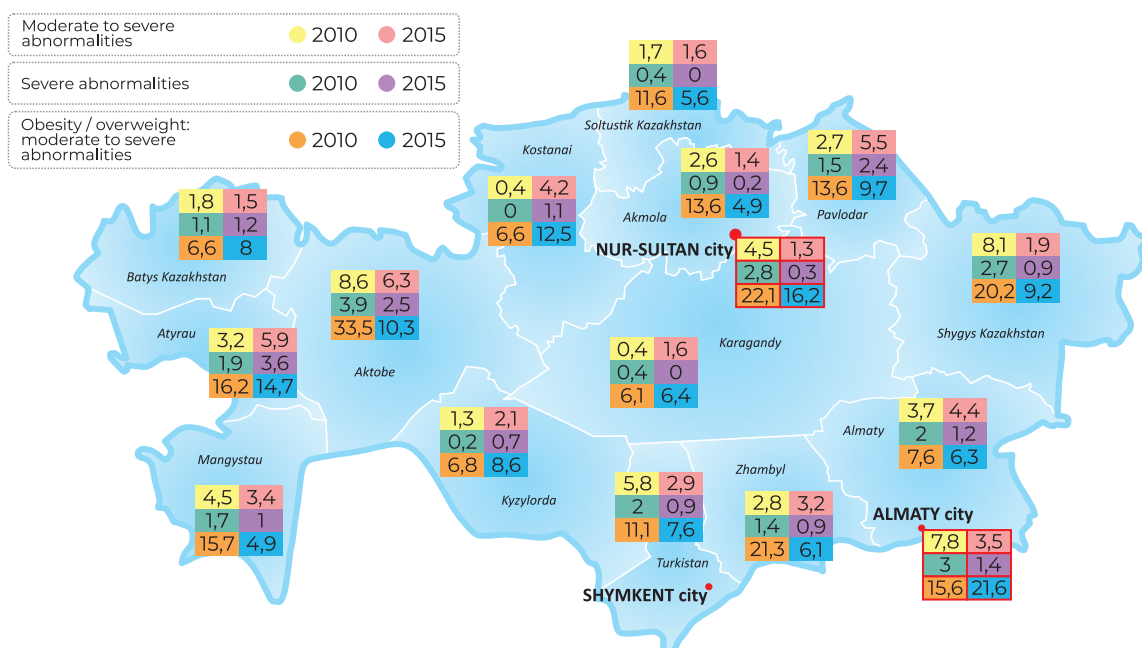 Moderate to severe
abnormalities
2010 2015
Severe abnormalities
2010 2015
Obesity / overweight:
moderate to severe
abnormalities
2010 2015
1,7 1,6
0,4 0
11,6 5,6
Soltustik Kazakhstan
Kostanai
0,4 4,2
0 1,1
6,6 12,5
2,6 1,4
0,9 0,2
13,6 4,9
Akmola
2,7 5,5
1,5 2,4
13,6 9,7
Pavlodar
NUR-SULTAN city
4,5 1,3
2,8 0,3
22,1 16,2
1,8 1,5
1,1 1,2
6,6 8
Batys Kazakhstan
8,1 1,9
2,7 0,9
20,2 9,2
Shygys Kazakhstan
8,6 6,3
3,9 2,5
33,5 10,3
Aktobe
Atyrau
3,2 5,9
1,9 3,6
16,2 14,7
Karagandy
0,4 1,6
0,4 0
6,1 6,4
1,3 2,1
0,2 0,7
6,8 8,6
Kyzylorda
Almaty
3,7 4,4
2 1,2
7,6 6,3
Mangystau
4,5 3,4
1,7 1
15,7 4,9
5,8 2,9
2 0,9
11,1 7,6
Turkistan
Zhambyl
2,8 3,2
1,4 0,9
21,3 6,1
ALMATY city
7,8 3,5
3 1,4
15,6 21,6
SHYMKENT city